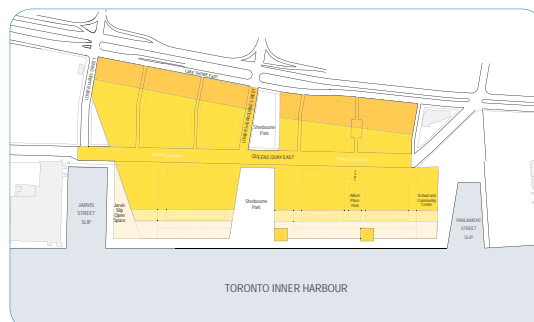 LAKE SHORE EAST
LOWER JARVIS STREET
LOWER SHERBOURNE STREET
Sherbourne
Park
QUEENS QUAY EAST
JARVIS
STREET
SLIP
Jarvis
Slip
Open
Space
Sherbourne
Park
Aitken
Place
Park
School and
Community
Centre
PARLIAMENT
STREET
SLIP
TORONTO INNER HARBOUR